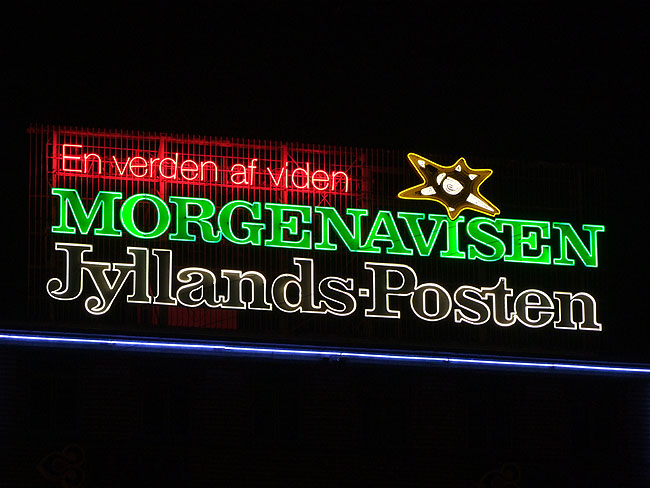 En verden af viden
MORGENAVISEN
Jyllands-Posten